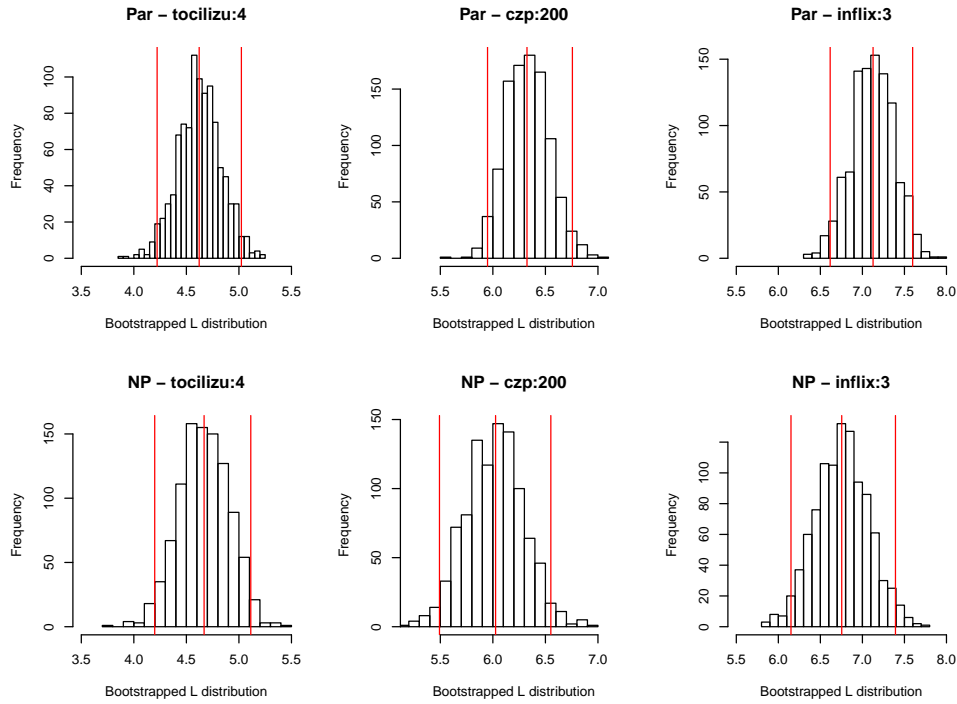 Par − tocilizu:4
Frequency
0 20 40 60 80 100
3.5 4.0 4.5 5.0 5.5
Bootstrapped L distribution
Par − czp:200
Frequency
0 50 100 150
5.5 6.0 6.5 7.0
Bootstrapped L distribution
Par − inflix:3
Frequency
0 50 100 150
5.5 6.0 6.5 7.0 7.5 8.0
Bootstrapped L distribution
NP − tocilizu:4
Frequency
0 50 100 150
3.5 4.0 4.5 5.0 5.5
Bootstrapped L distribution
NP − czp:200
Frequency
0 50 100 150
5.5 6.0 6.5 7.0
Bootstrapped L distribution
NP − inflix:3
Frequency
0 20 40 60 80 100
5.5 6.0 6.5 7.0 7.5 8.0
Bootstrapped L distribution